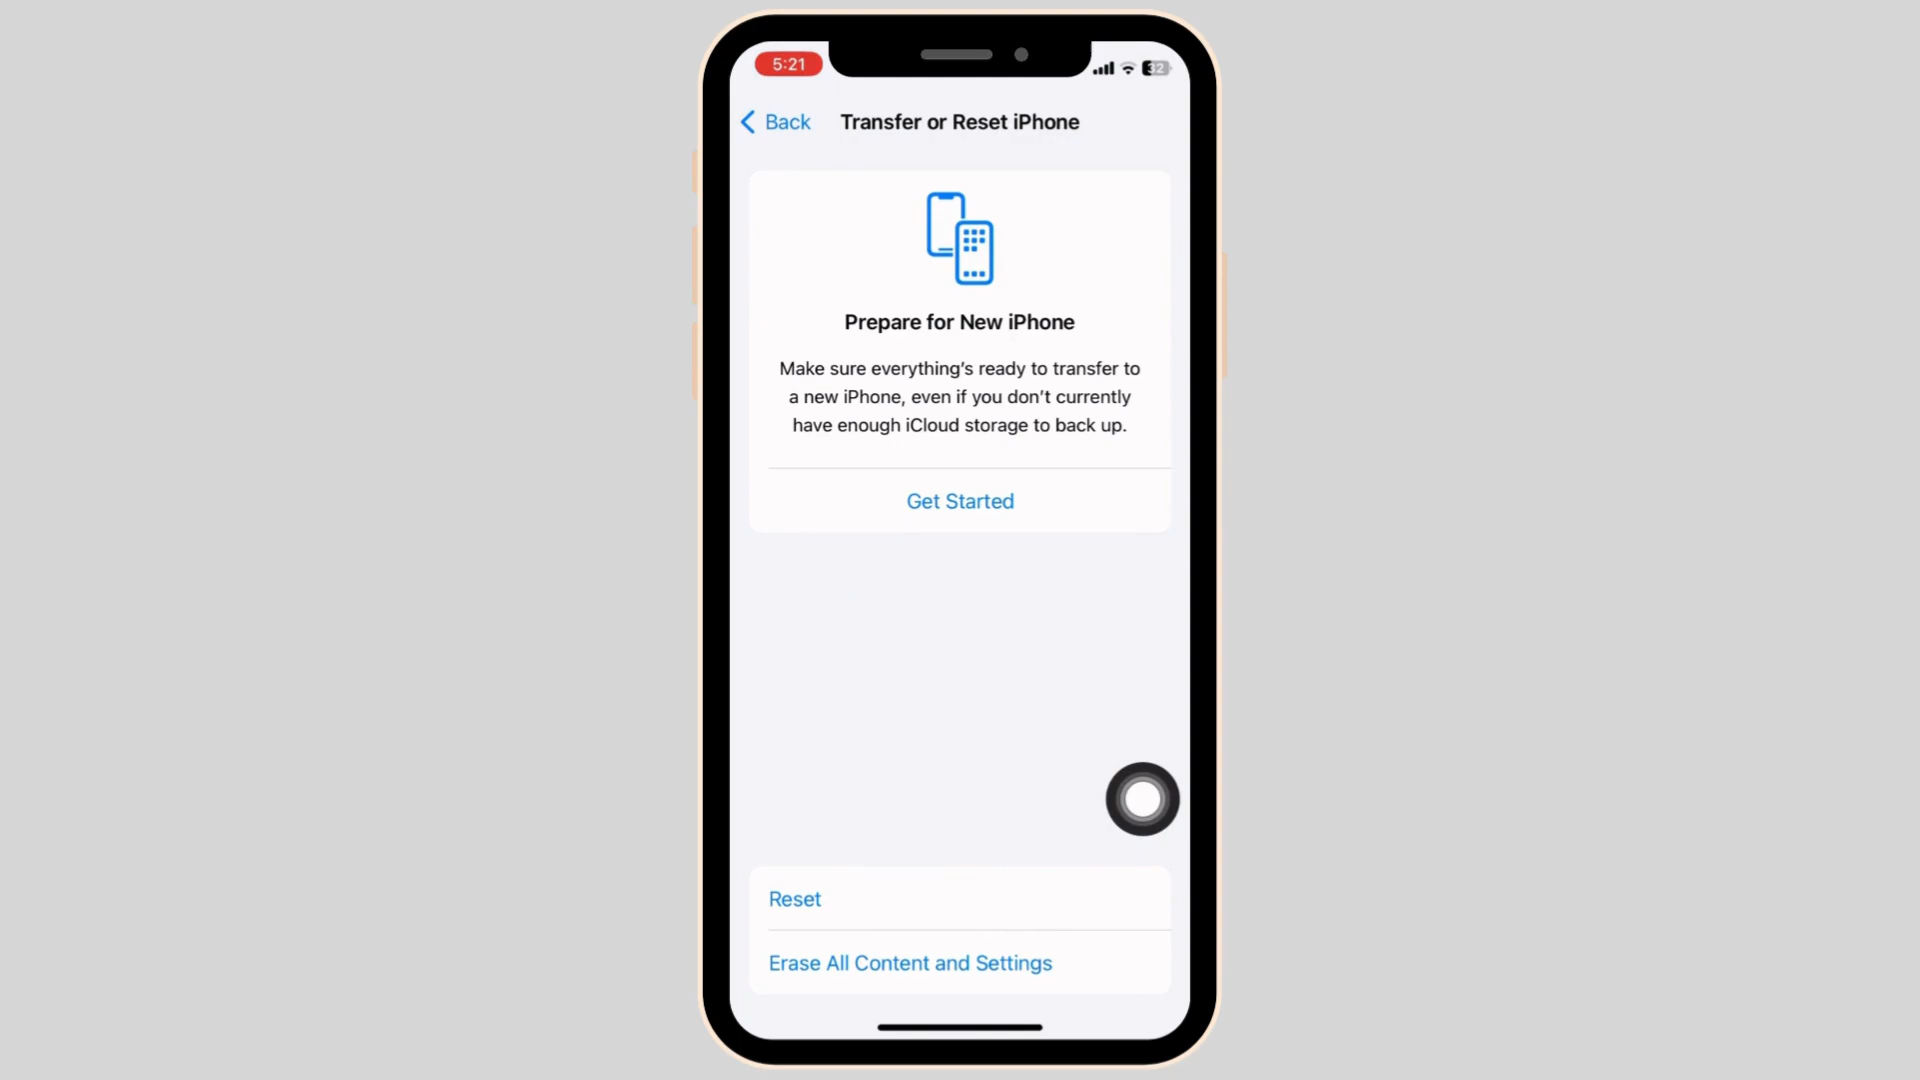 5:21
32
Back
Transfer or Reset iPhone
Prepare for New iPhone
Make sure everything's ready to transfer to
a new iPhone, even if you don't currently
have enough iCloud storage to back up.
Get Started
Reset
Erase All Content and Settings